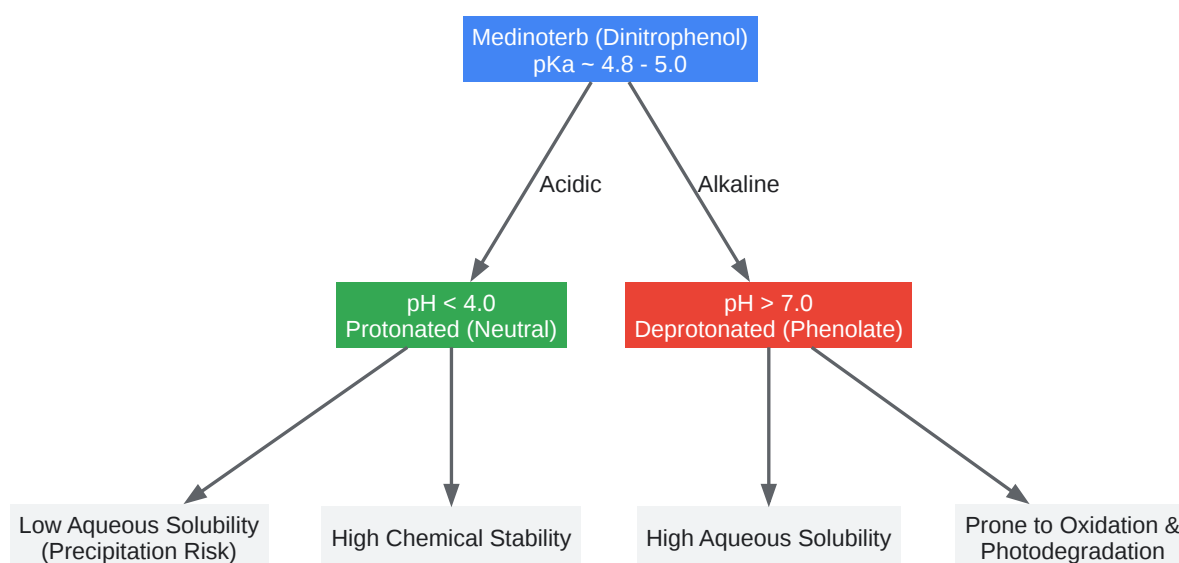 Medinoterb (Dinitrophenol)
pKa ~ 4.8 - 5.0
Acidic
Alkaline
pH < 4.0
Protonated (Neutral)
pH > 7.0
Deprotonated (Phenolate)
Low Aqueous Solubility
(Precipitation Risk)
High Chemical Stability
High Aqueous Solubility
Prone to Oxidation &
Photodegradation